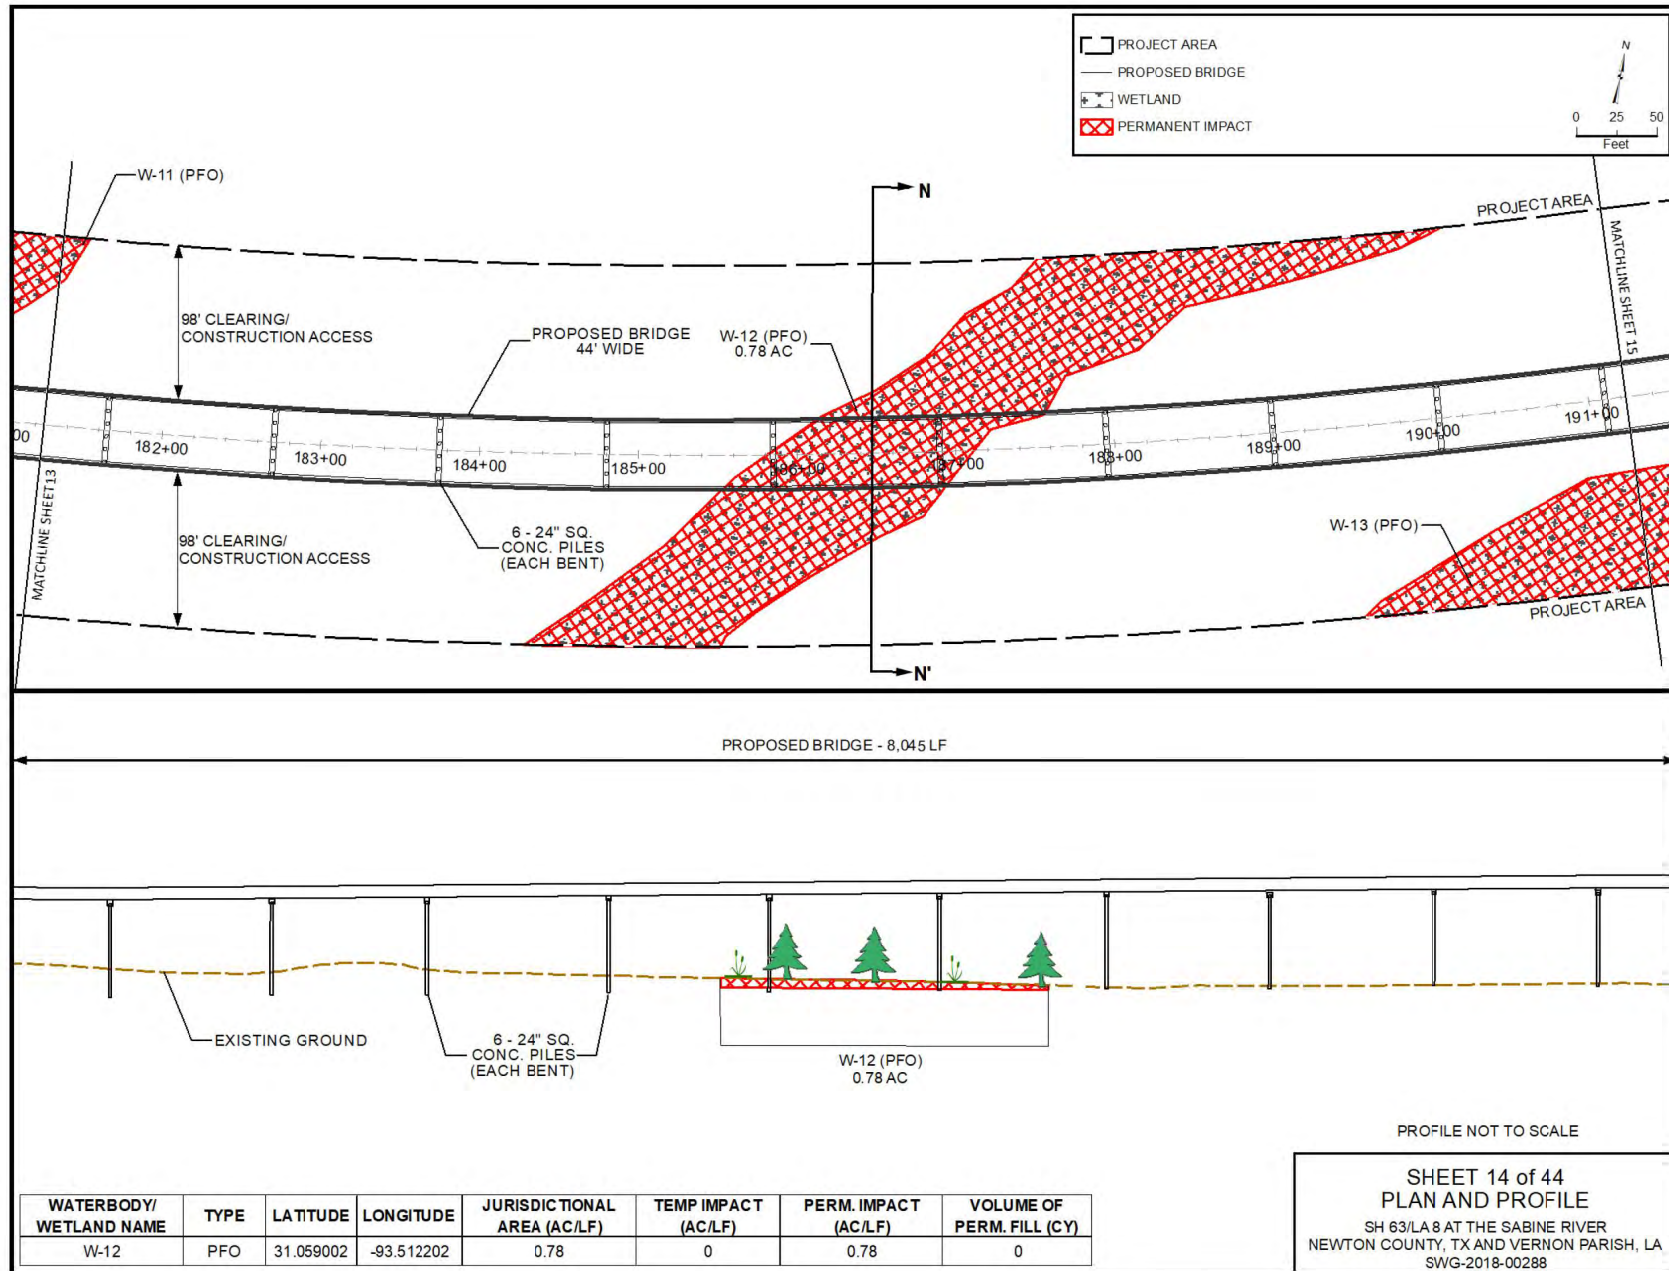 PROJECT AREA
PROPOSED BRIDGE
WETLAND
PERMANENT IMPACT
N
0 25 50
Feet
W-11 (PFO)
N
PROJECT AREA
MATCHLINE SHEET 15
98' CLEARING/
CONSTRUCTION ACCESS
PROPOSED BRIDGE
44' WIDE
W-12 (PFO)
0.78 AC
00
182+00
183+00
184+00
185+00
186+00
187+00
188+00
189+00
190+00
191+00
MATCHLINE SHEET 13
98' CLEARING/
CONSTRUCTION ACCESS
6 - 24" SQ.
CONC. PILES
(EACH BENT)
W-13 (PFO)
PROJECT AREA
N'
PROPOSED BRIDGE - 8,045 LF
EXISTING GROUND
6 - 24" SQ.
CONC. PILES
(EACH BENT)
W-12 (PFO)
0.78 AC
PROFILE NOT TO SCALE
WATERBODY/ WETLAND NAME TYPE LATITUDE LONGITUDE JURISDICTIONAL AREA (AC/LF) TEMP IMPACT (AC/LF) PERM. IMPACT (AC/LF) VOLUME OF PERM. FILL (CY)
W-12 PFO 31.059002 -93.512202 0.78 0 0.78 0
SHEET 14 of 44
PLAN AND PROFILE
SH 63/LA 8 AT THE SABINE RIVER
NEWTON COUNTY, TX AND VERNON PARISH, LA
SWG-2018-00288